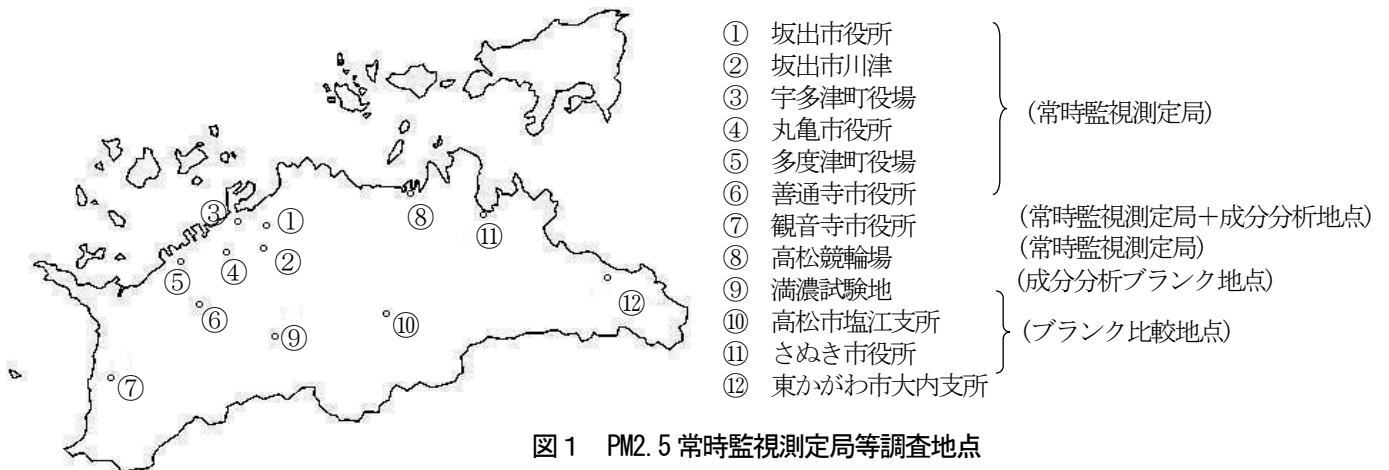 ① 坂出市役所
② 坂出市川津
③ 宇多津町役場
④ 丸亀市役所
⑤ 多度津町役場
⑥ 善通寺市役所
⑦ 観音寺市役所
⑧ 高松競輪場
⑨ 満濃試験地
⑩ 高松市塩江支所
⑪ さぬき市役所
⑫ 東かがわ市大内支所
(常時監視測定局)
(常時監視測定局+成分分析地点)
(常時監視測定局)
(成分分析ブランク地点)
(ブランク比較地点)
③
①
②
④
⑤
⑥
⑦
⑧
⑨
⑩
⑪
⑫
図1 PM2.5常時監視測定局等調査地点